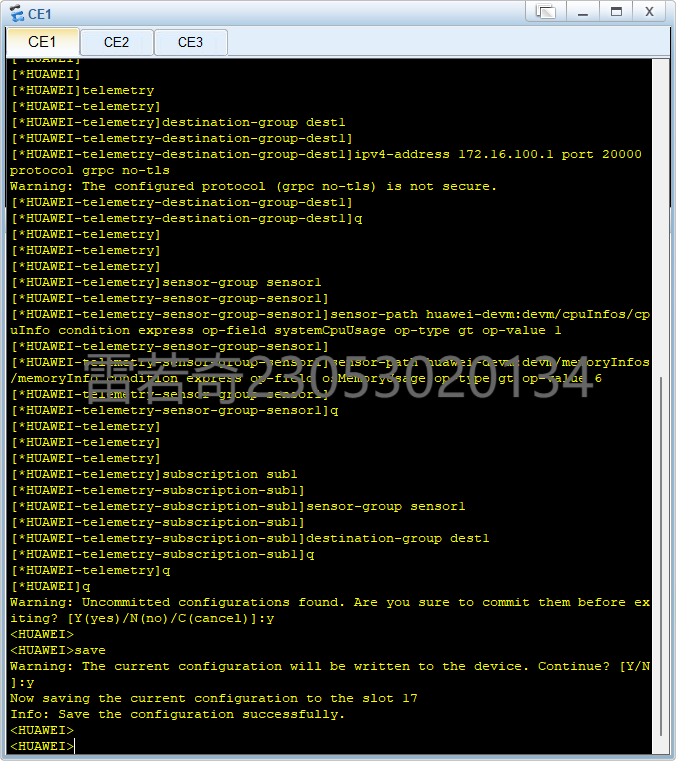 CE1
CE1 CE2 CE3
[*HUAWEI]
[*HUAWEI]
[*HUAWEI]telemetry
[*HUAWEI-telemetry]
[*HUAWEI-telemetry]destination-group dest1
[*HUAWEI-telemetry-destination-group-dest1]
[*HUAWEI-telemetry-destination-group-dest1]ipv4-address 172.16.100.1 port 20000
protocol grpc no-tls
Warning: The configured protocol (grpc no-tls) is not secure.
[*HUAWEI-telemetry-destination-group-dest1]
[*HUAWEI-telemetry-destination-group-dest1]q
[*HUAWEI-telemetry]
[*HUAWEI-telemetry]
[*HUAWEI-telemetry]
[*HUAWEI-telemetry]sensor-group sensor1
[*HUAWEI-telemetry-sensor-group-sensor1]
[*HUAWEI-telemetry-sensor-group-sensor1]sensor-path huawei-devm:devm/cpuInfos/cp
uInfo condition express op-field systemCpuUsage op-type gt op-value 1
[*HUAWEI-telemetry-sensor-group-sensor1]
[*HUAWEI-telemetry-sensor-group-sensor1]sensor-path huawei-devm:devm/memoryInfos
/memoryInfo condition express op-field osMemoryUsage op-type gt op-value 6
雷若奇23053020134
[*HUAWEI-telemetry-sensor-group-sensor1]
[*HUAWEI-telemetry-sensor-group-sensor1]q
[*HUAWEI-telemetry]
[*HUAWEI-telemetry]
[*HUAWEI-telemetry]
[*HUAWEI-telemetry]subscription sub1
[*HUAWEI-telemetry-subscription-sub1]
[*HUAWEI-telemetry-subscription-sub1]sensor-group sensor1
[*HUAWEI-telemetry-subscription-sub1]
[*HUAWEI-telemetry-subscription-sub1]destination-group dest1
[*HUAWEI-telemetry-subscription-sub1]q
[*HUAWEI-telemetry]q
[*HUAWEI]q
Warning: Uncommitted configurations found. Are you sure to commit them before ex
iting? [Y(yes)/N(no)/C(cancel)]:y
<HUAWEI>
<HUAWEI>save
Warning: The current configuration will be written to the device. Continue? [Y/N
]:y
Now saving the current configuration to the slot 17
Info: Save the configuration successfully.
<HUAWEI>
<HUAWEI>